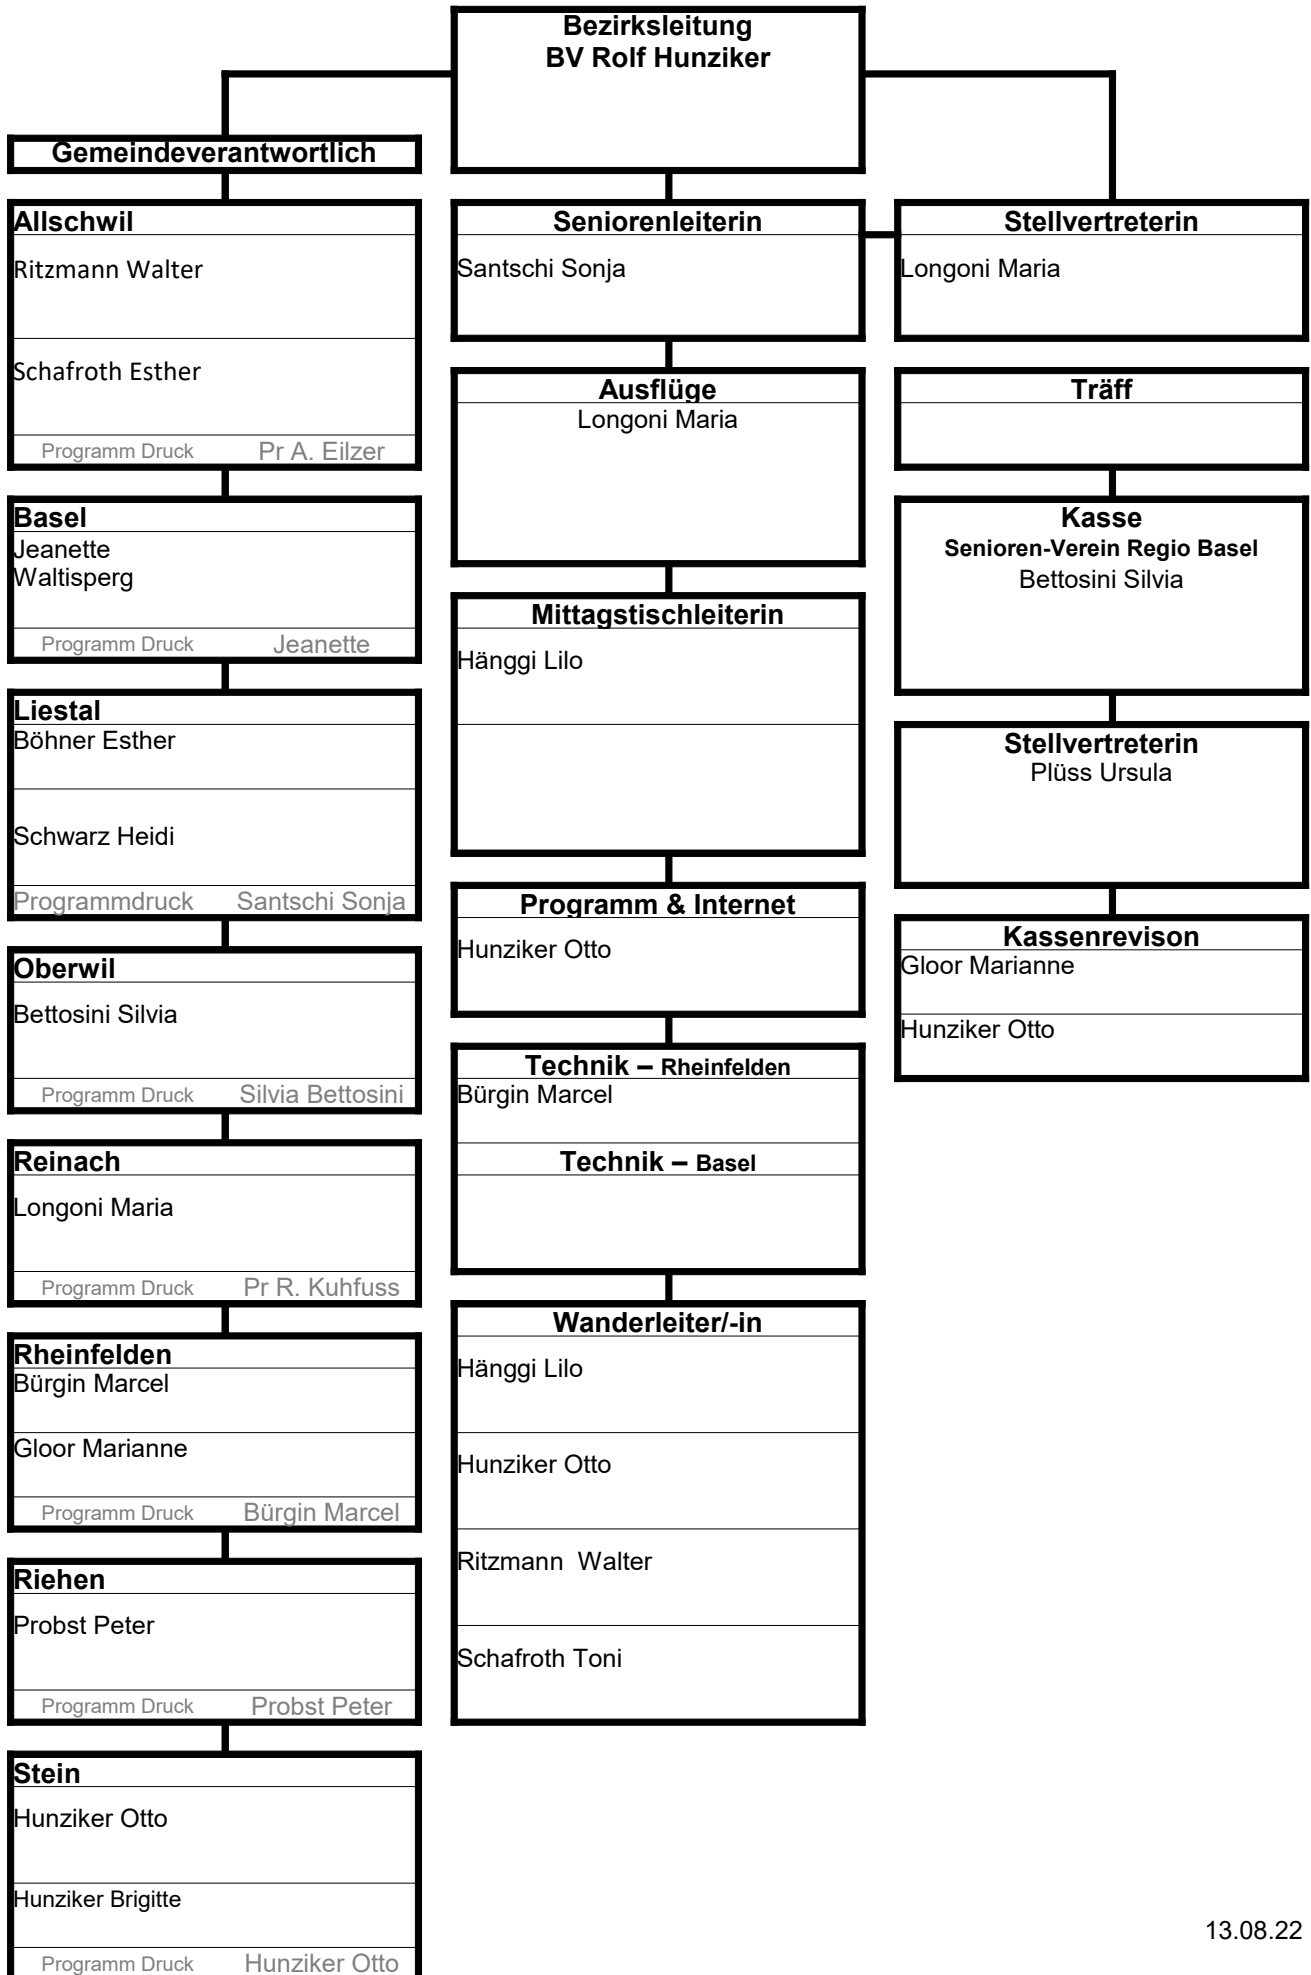 Bezirksleitung
BV Rolf Hunziker
Gemeindeverantwortlich
Allschwil
Ritzmann Walter
Schafroth Esther
Programm Druck Pr A. Eilzer
Basel
Jeanette
Waltisperg
Programm Druck Jeanette
Liestal
Böhner Esther
Schwarz Heidi
Programmdruck Santschi Sonja
Oberwil
Bettosini Silvia
Programm Druck Silvia Bettosini
Reinach
Longoni Maria
Programm Druck Pr R. Kuhfuss
Rheinfelden
Bürgin Marcel
Gloor Marianne
Programm Druck Bürgin Marcel
Riehen
Probst Peter
Programm Druck Probst Peter
Stein
Hunziker Otto
Hunziker Brigitte
Programm Druck Hunziker Otto
Seniorenleiterin
Santschi Sonja
Ausflüge
Longoni Maria
Mittagstischleiterin
Hänggi Lilo
Programm & Internet
Hunziker Otto
Technik – Rheinfelden
Bürgin Marcel
Technik – Basel
Wanderleiter/-in
Hänggi Lilo
Hunziker Otto
Ritzmann  Walter
Schafroth Toni
Stellvertreterin
Longoni Maria
Träff
Kasse
Senioren-Verein Regio Basel
Bettosini Silvia
Stellvertreterin
Plüss Ursula
Kassenrevison
Gloor Marianne
Hunziker Otto
13.08.22